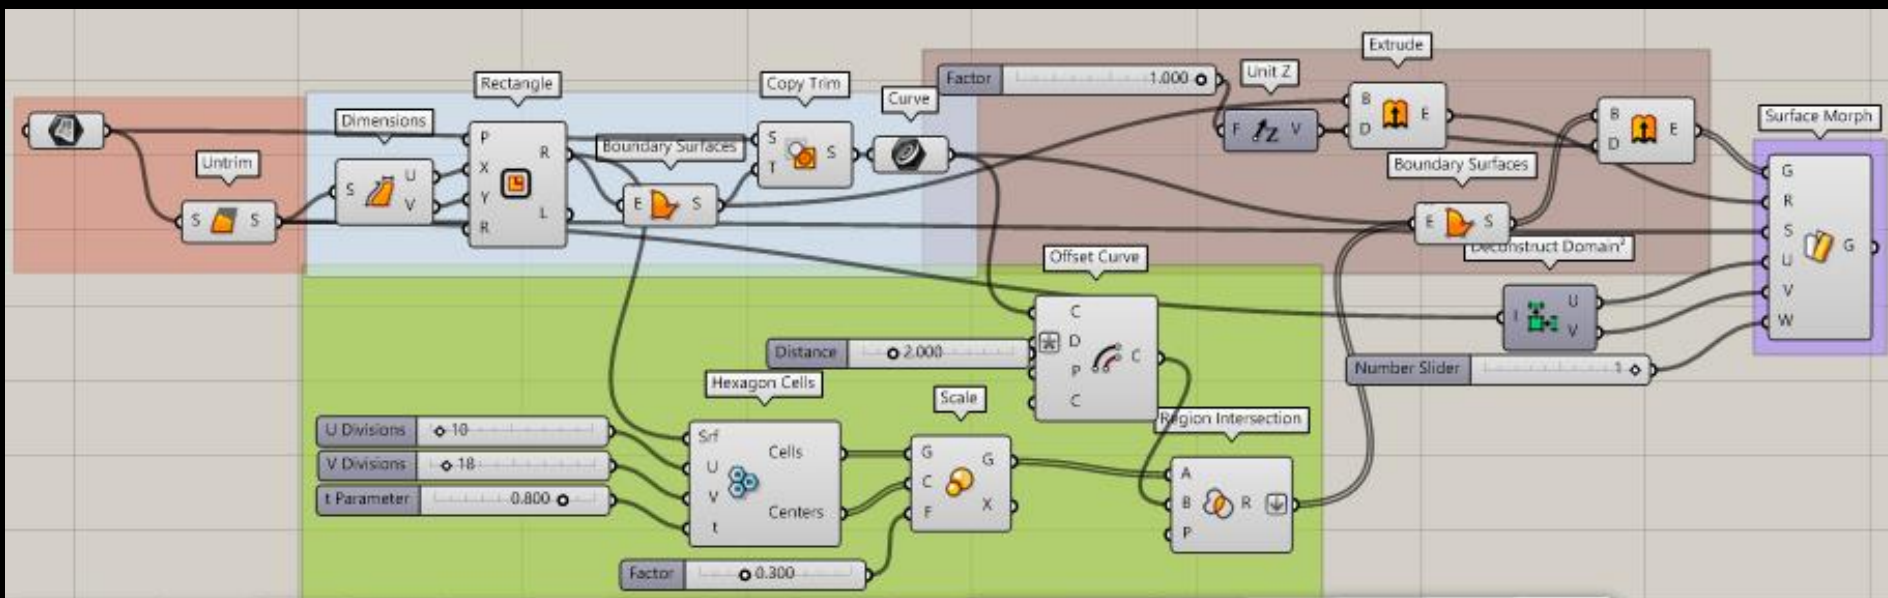 Extrude
Factor 1.000
Unit Z
Rectangle
Copy Trim
Curve
B
E
D
F V
B
E
D
Surface Morph
Dimensions
Untrim
P
X
Y
R
R
L
Boundary Surfaces
S
T
S
Boundary Surfaces
S
U
V
E S
E S
G
R
S
U
V
W
G
S S
Deconstruct Domain²
Offset Curve
I
U
V
C
D
P
C
C
Distance 2.000
Number Slider 1
Hexagon Cells
Scale
Region Intersection
U Divisions 10
V Divisions 18
t Parameter 0.800
Srf
U
V
t
Cells
Centers
G
C
F
G
X
A
B
P
R
Factor 0.300